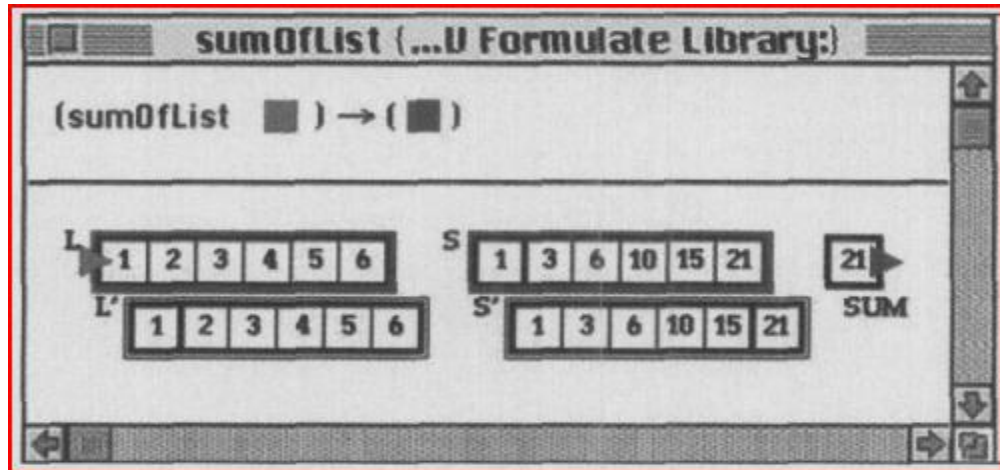 sumOfList (...U Formulate Library:)
(sumOfList ) → ( )
L 1 2 3 4 5 6 S 1 3 6 10 15 21 21
L' 1 2 3 4 5 6 S' 1 3 6 10 15 21 SUM